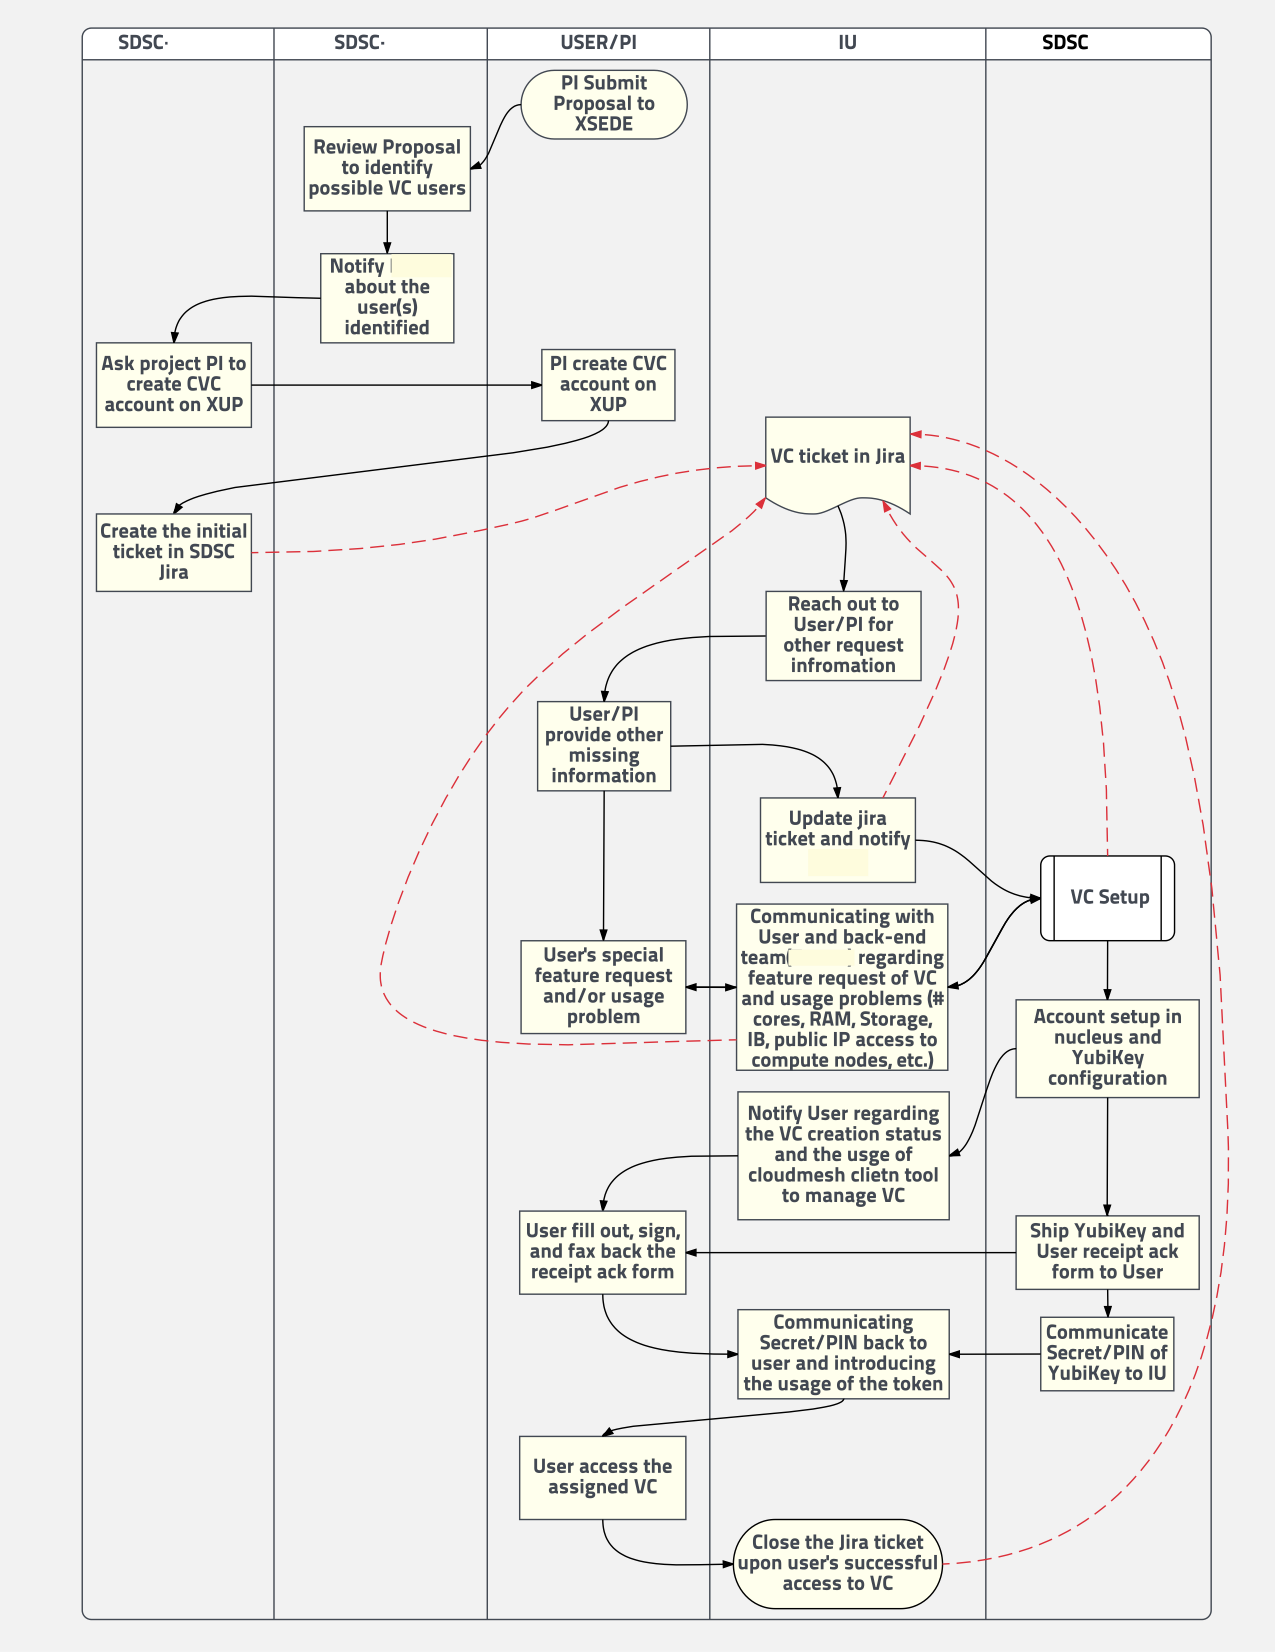 SDSC·
SDSC·
USER/PI
IU
SDSC
PI Submit
Proposal to
XSEDE
Review Proposal
to identify
possible VC users
Notify
about the
user(s)
identified
Ask project PI to
create CVC
account on XUP
PI create CVC
account on
XUP
VC ticket in Jira
Create the initial
ticket in SDSC
Jira
Reach out to
User/PI for
other request
infromation
User/PI
provide other
missing
information
Update jira
ticket and notify
VC Setup
Communicating with
User and back-end
team( regarding
feature request of VC
and usage problems (#
cores, RAM, Storage,
IB, public IP access to
compute nodes, etc.)
User's special
feature request
and/or usage
problem
Account setup in
nucleus and
YubiKey
configuration
Notify User regarding
the VC creation status
and the usge of
cloudmesh clietn tool
to manage VC
User fill out, sign,
and fax back the
receipt ack form
Ship YubiKey and
User receipt ack
form to User
Communicating
Secret/PIN back to
user and introducing
the usage of the token
Communicate
Secret/PIN of
YubiKey to IU
User access the
assigned VC
Close the Jira ticket
upon user's successful
access to VC